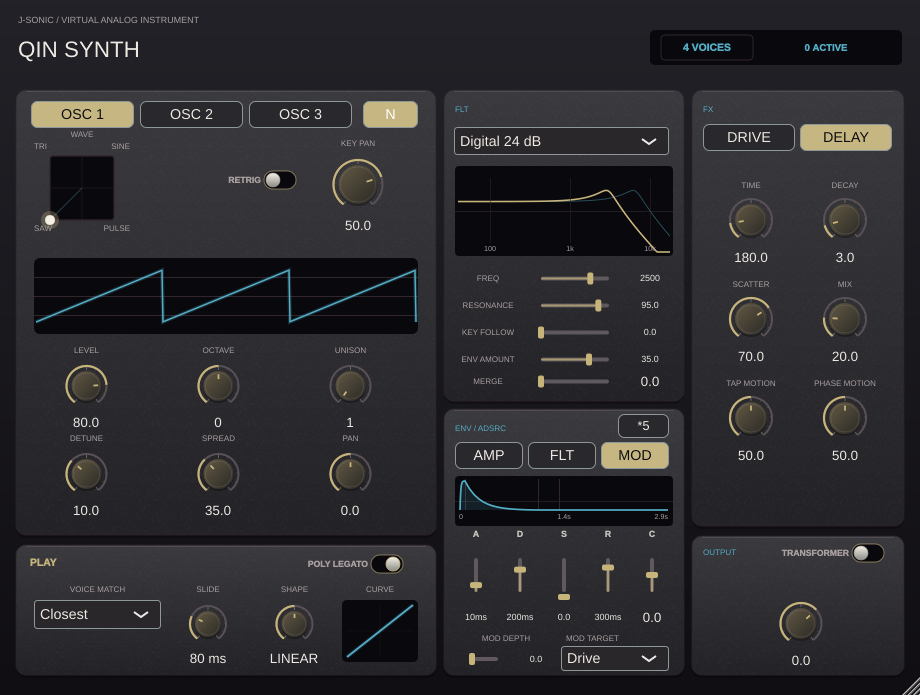 J-SONIC / VIRTUAL ANALOG INSTRUMENT
QIN SYNTH
4 VOICES
0 ACTIVE
OSC 1
OSC 2
OSC 3
N
WAVE
TRI
SINE
SAW
PULSE
RETRIG
KEY PAN
50.0
LEVEL
OCTAVE
UNISON
80.0
0
1
DETUNE
SPREAD
PAN
10.0
35.0
0.0
PLAY
POLY LEGATO
VOICE MATCH
SLIDE
SHAPE
CURVE
Closest
80 ms
LINEAR
FLT
Digital 24 dB
100
1k
10k
FREQ
2500
RESONANCE
95.0
KEY FOLLOW
0.0
ENV AMOUNT
35.0
MERGE
0.0
ENV / ADSRC
*5
AMP
FLT
MOD
0
1.4s
2.9s
A
D
S
R
C
10ms
200ms
0.0
300ms
0.0
MOD DEPTH
MOD TARGET
0.0
Drive
FX
DRIVE
DELAY
TIME
DECAY
180.0
3.0
SCATTER
MIX
70.0
20.0
TAP MOTION
PHASE MOTION
50.0
50.0
OUTPUT
TRANSFORMER
0.0